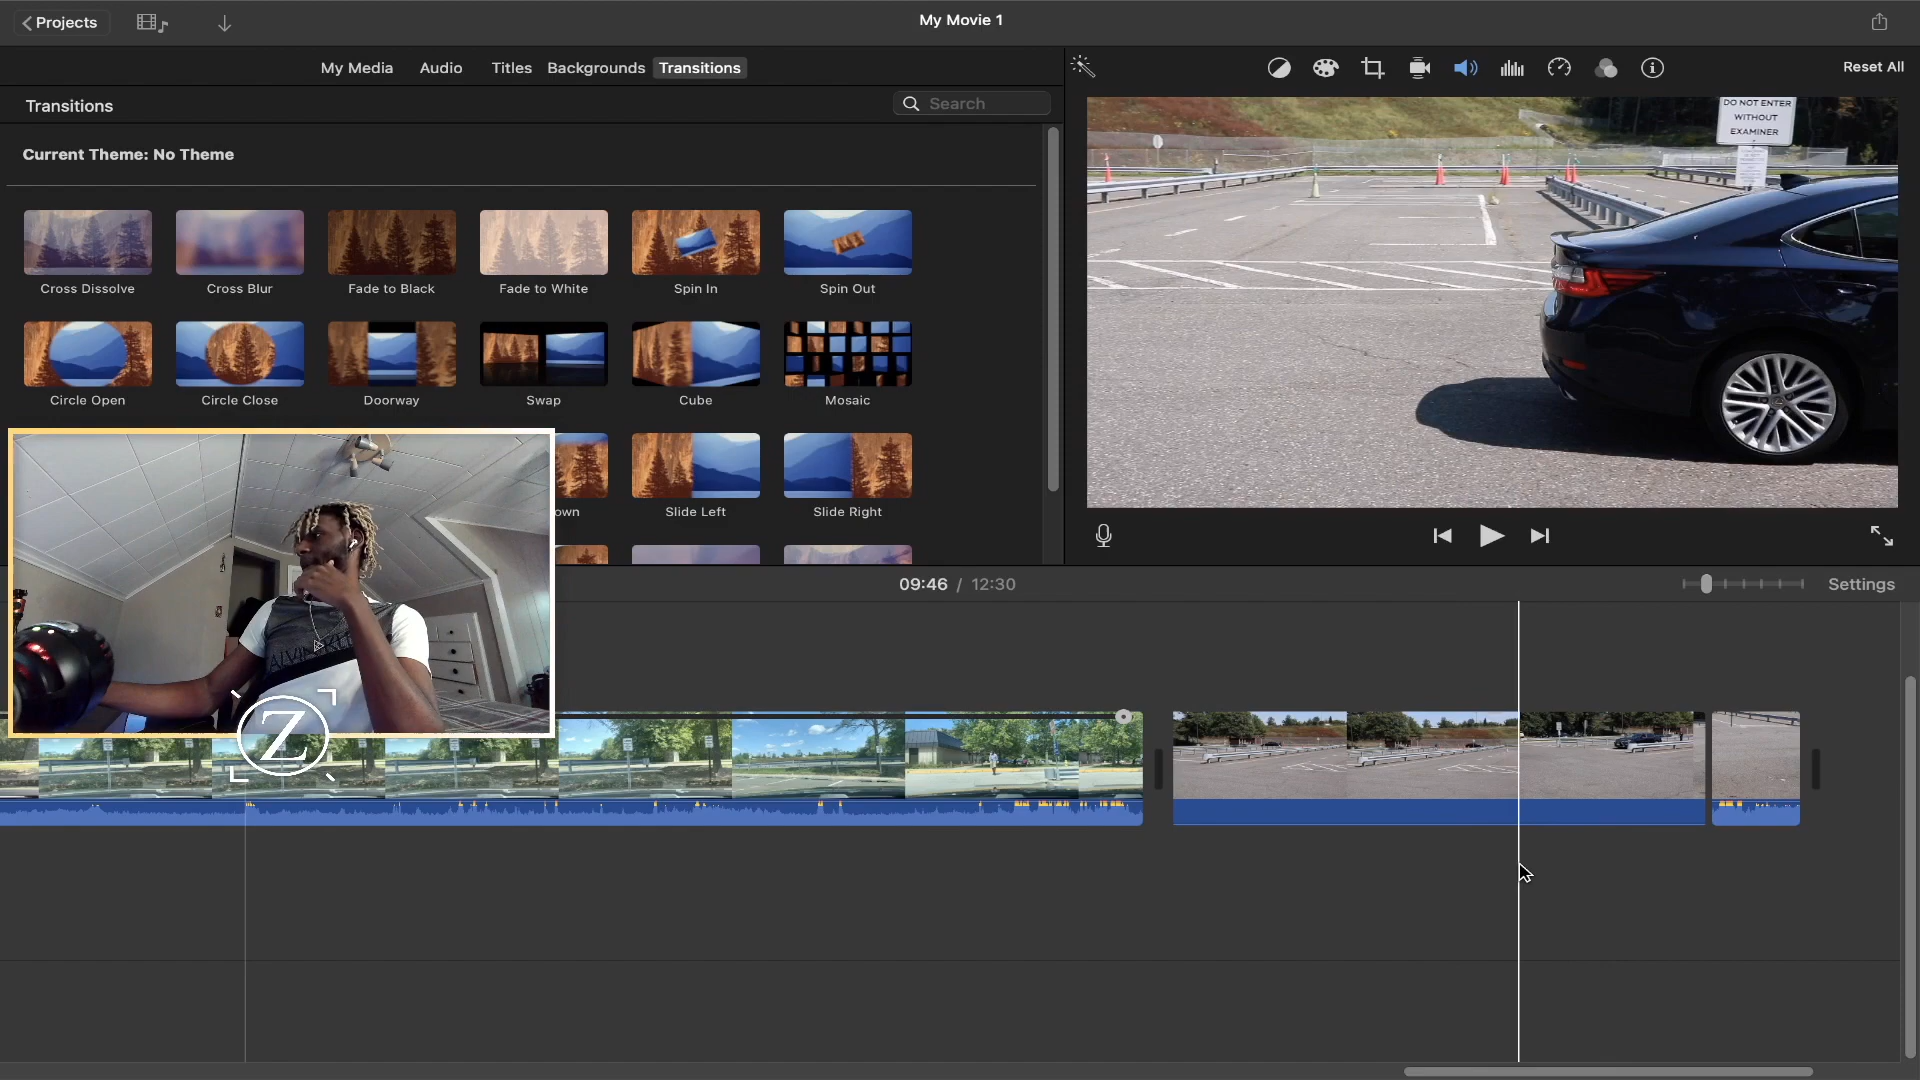 Projects
My Movie 1
My Media Audio Titles Backgrounds Transitions
Reset All
Transitions
Search
Current Theme: No Theme
Cross Dissolve Cross Blur Fade to Black Fade to White Spin In Spin Out
Circle Open Circle Close Doorway Swap Cube Mosaic
own Slide Left Slide Right
DO NOT ENTER
WITHOUT
EXAMINER
09:46 / 12:30
Settings
Z